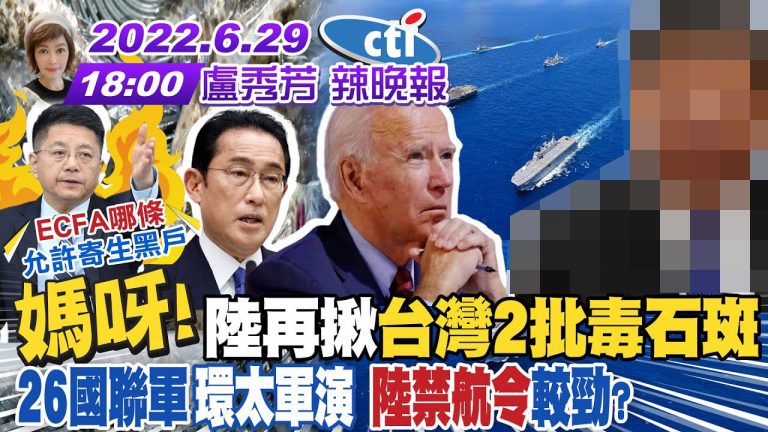 2022.6.29
cti
18:00 盧秀芳 辣晚報
ECFA哪條
允許寄生黑戶
媽呀! 陸再揪台灣2批毒石斑
26國聯軍 環太軍演 陸禁航令較勁?